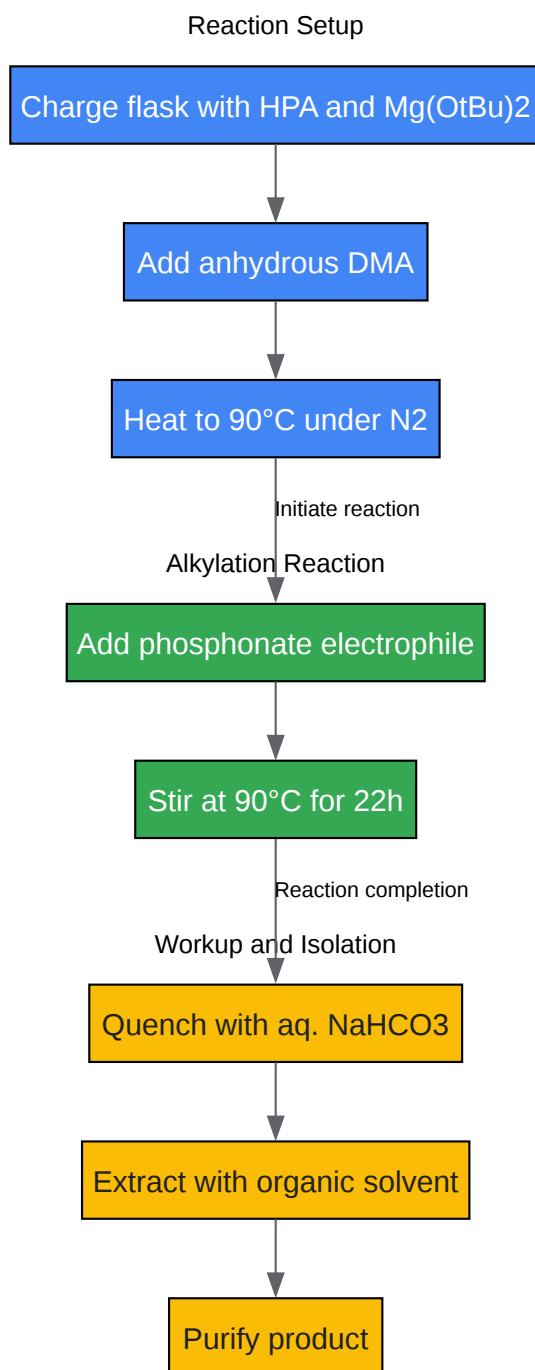 Reaction Setup
Charge flask with HPA and Mg(OtBu)2
Add anhydrous DMA
Heat to 90°C under N2
Initiate reaction
Alkylation Reaction
Add phosphonate electrophile
Stir at 90°C for 22h
Reaction completion
Workup and Isolation
Quench with aq. NaHCO3
Extract with organic solvent
Purify product